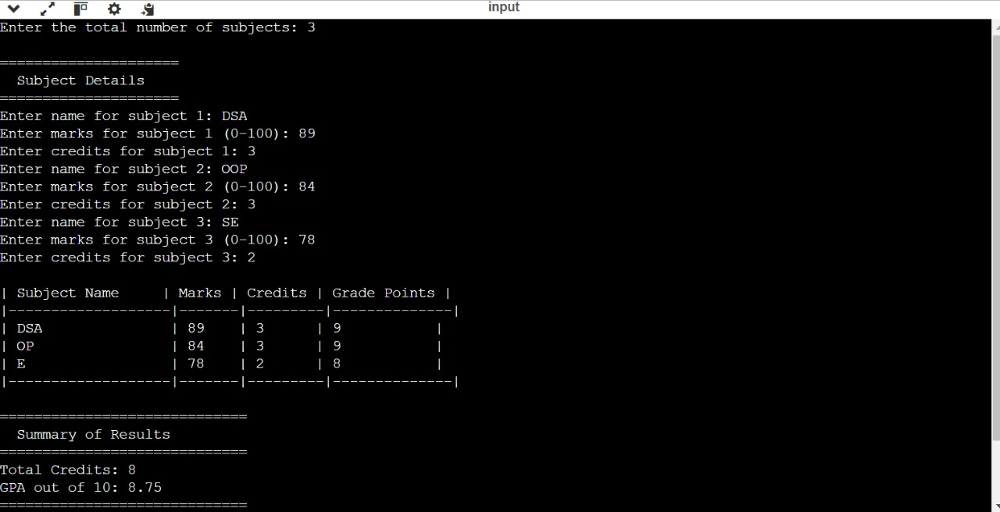 input
Enter the total number of subjects: 3
=====================
  Subject Details
=====================
Enter name for subject 1: DSA
Enter marks for subject 1 (0-100): 89
Enter credits for subject 1: 3
Enter name for subject 2: OOP
Enter marks for subject 2 (0-100): 84
Enter credits for subject 2: 3
Enter name for subject 3: SE
Enter marks for subject 3 (0-100): 78
Enter credits for subject 3: 2
| Subject Name     | Marks | Credits | Grade Points |
|-------------------|-------|---------|--------------|
| DSA               | 89    | 3      | 9           |
| OP                | 84    | 3      | 9           |
| E                 | 78    | 2      | 8           |
|-------------------|-------|---------|--------------|
=============================
  Summary of Results
=============================
Total Credits: 8
GPA out of 10: 8.75
=============================